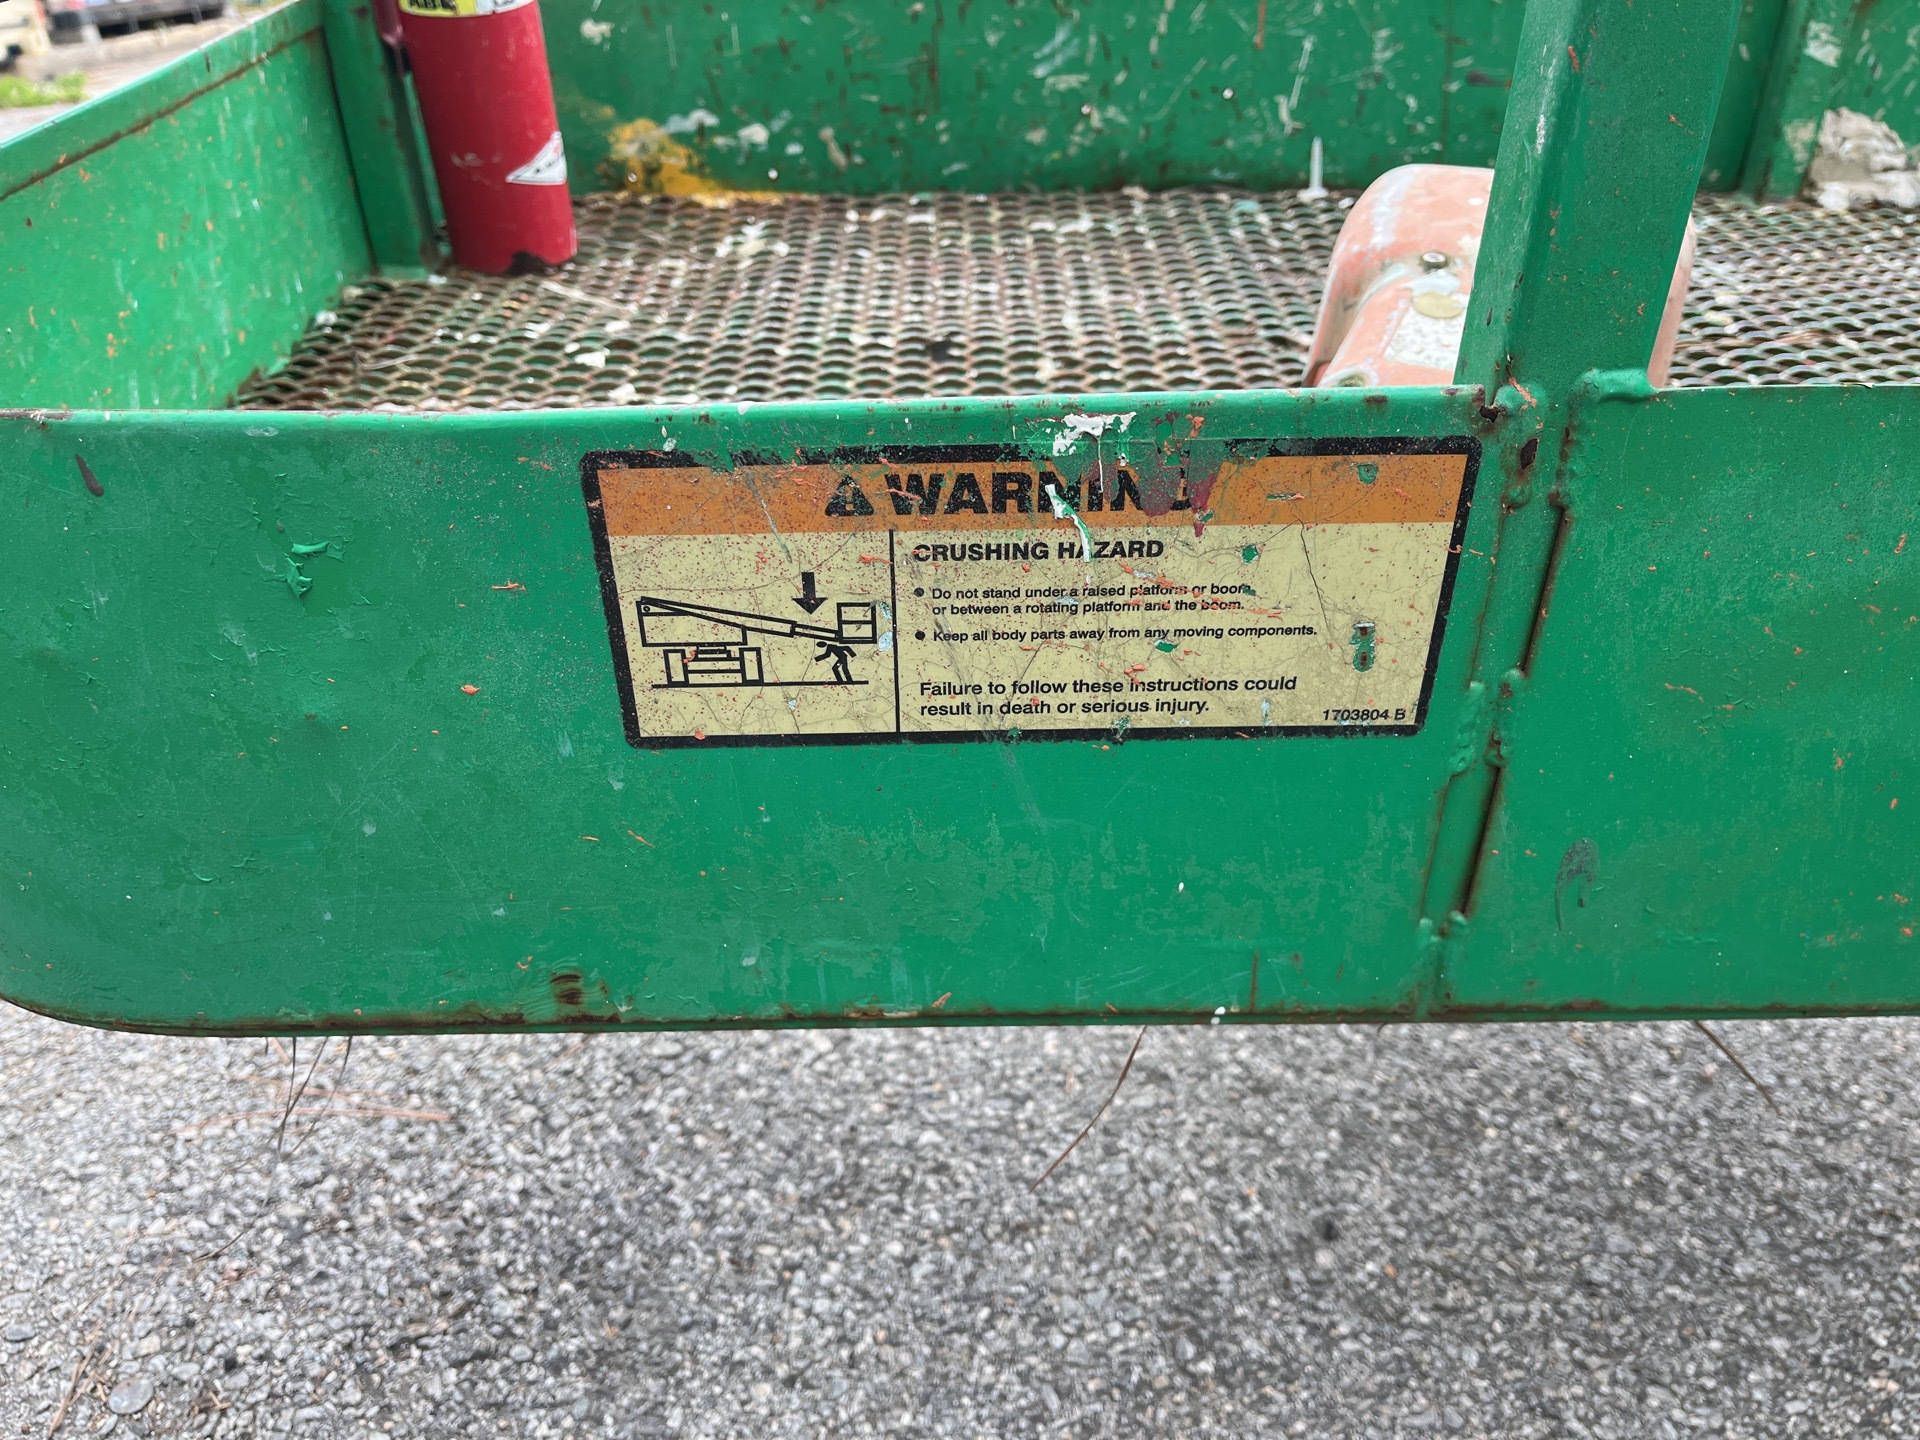 WARNING
CRUSHING HAZARD
● Do not stand under a raised platform or boom,
or between a rotating platform and the boom.
● Keep all body parts away from any moving components.
Failure to follow these instructions could
result in death or serious injury.
1703804 B